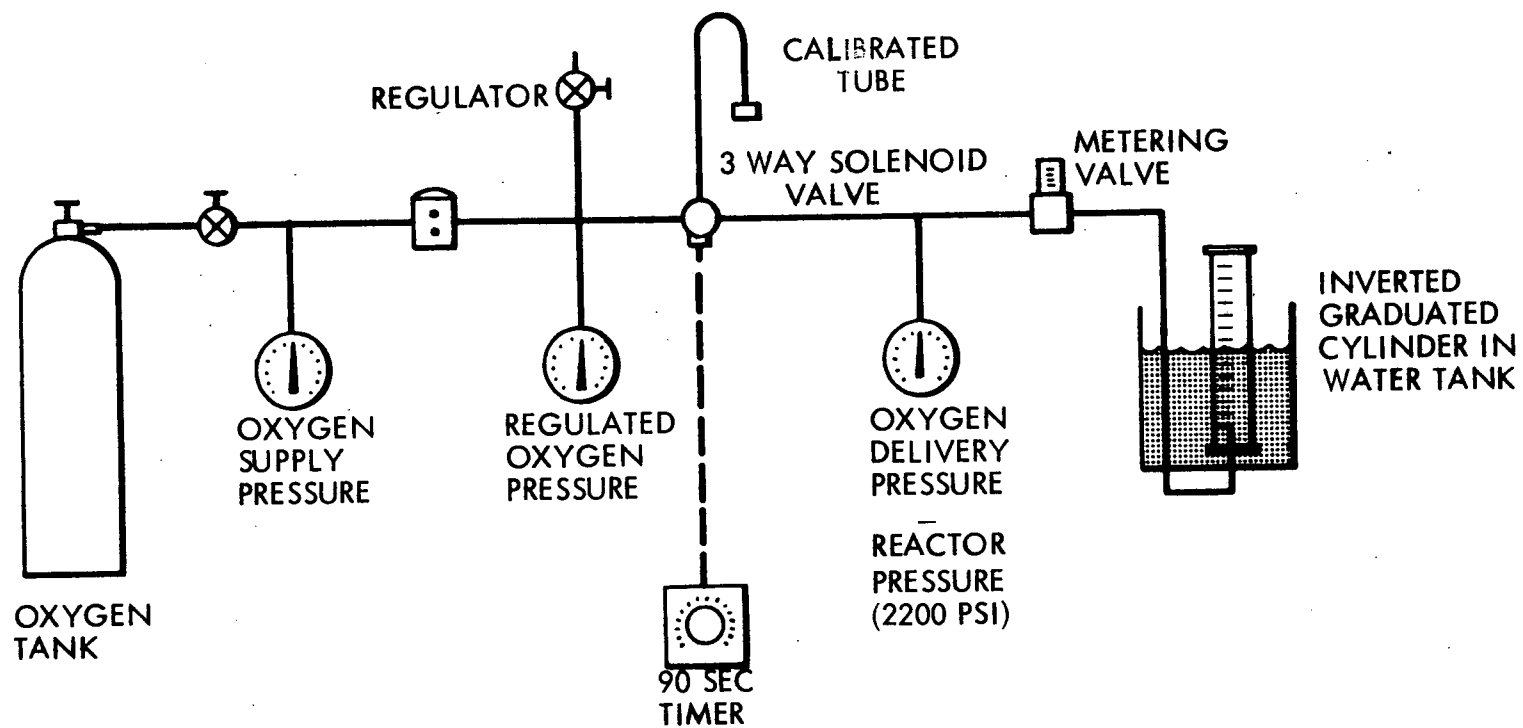 CALIBRATED
TUBE
REGULATOR
3 WAY SOLENOID
VALVE
METERING
VALVE
INVERTED
GRADUATED
CYLINDER IN
WATER TANK
OXYGEN
SUPPLY
PRESSURE
REGULATED
OXYGEN
PRESSURE
OXYGEN
DELIVERY
PRESSURE
REACTOR
PRESSURE
(2200 PSI)
OXYGEN
TANK
90 SEC
TIMER